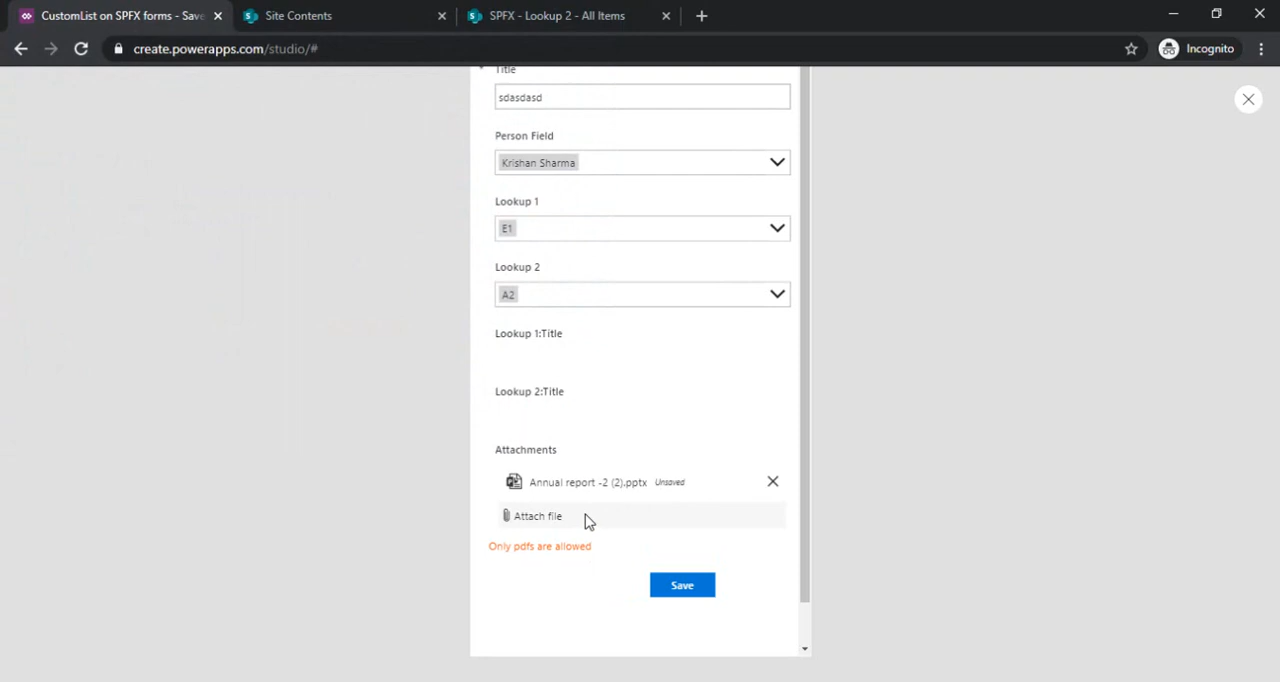 CustomList on SPFX forms - Save
Site Contents
SPFX - Lookup 2 - All Items
create.powerapps.com/studio/#
Incognito
* Title
sdasdasd
Person Field
Krishan Sharma
Lookup 1
E1
Lookup 2
A2
Lookup 1:Title
Lookup 2:Title
Attachments
Annual report -2 (2).pptx Unsaved
Attach file
Only pdfs are allowed
Save